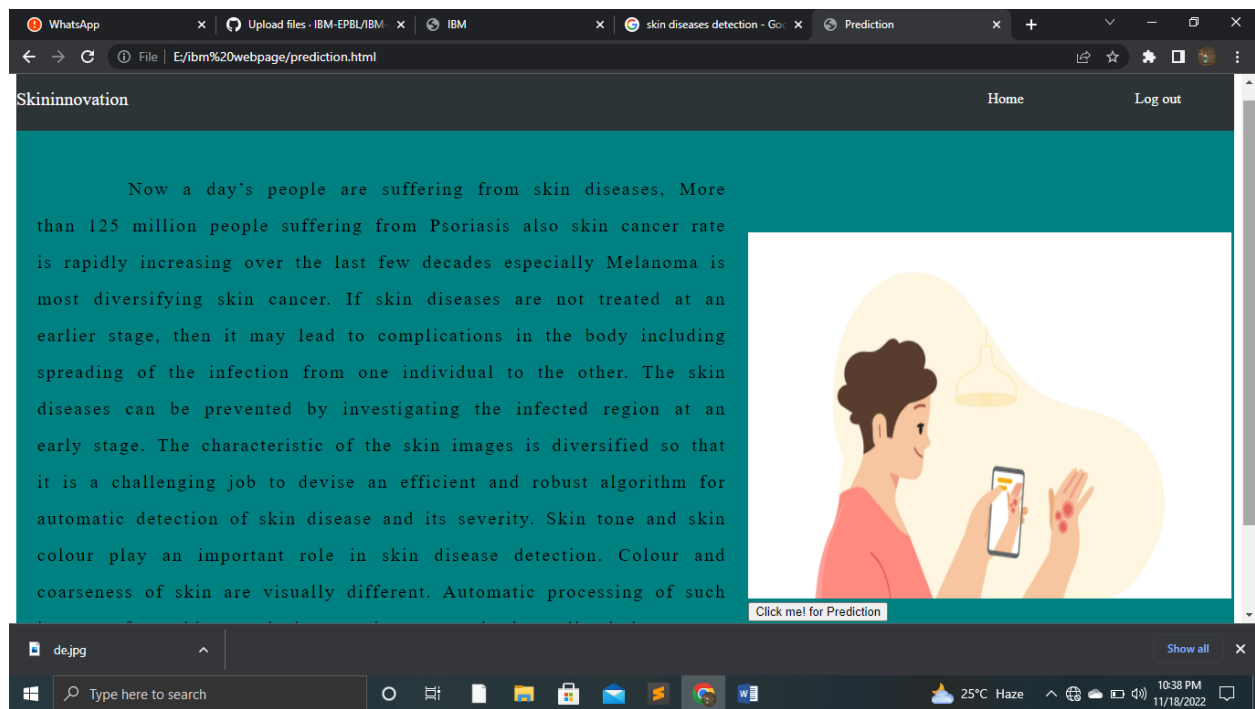 WhatsApp
Upload files · IBM-EPBL/IBM-
IBM
skin diseases detection - Goo
Prediction
File | E:/ibm%20webpage/prediction.html
Skininnovation
Home
Log out
Now a day's people are suffering from skin diseases, More
than 125 million people suffering from Psoriasis also skin cancer rate
is rapidly increasing over the last few decades especially Melanoma is
most diversifying skin cancer. If skin diseases are not treated at an
earlier stage, then it may lead to complications in the body including
spreading of the infection from one individual to the other. The skin
diseases can be prevented by investigating the infected region at an
early stage. The characteristic of the skin images is diversified so that
it is a challenging job to devise an efficient and robust algorithm for
automatic detection of skin disease and its severity. Skin tone and skin
colour play an important role in skin disease detection. Colour and
coarseness of skin are visually different. Automatic processing of such
Click me! for Prediction
de.jpg
Show all
Type here to search
25°C Haze
10:38 PM
11/18/2022